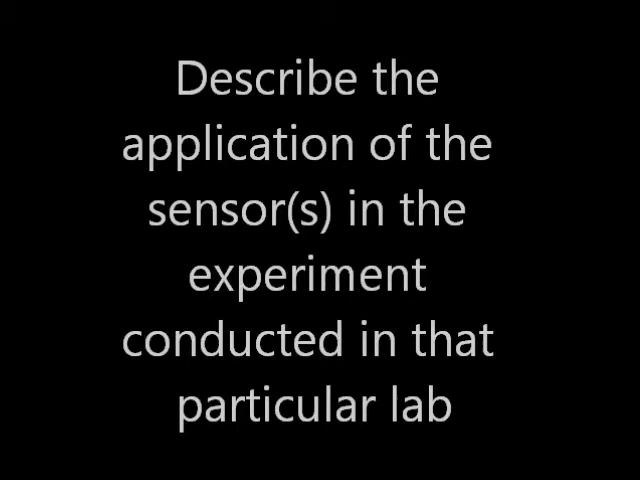 Describe the
application of the
sensor(s) in the
experiment
conducted in that
particular lab